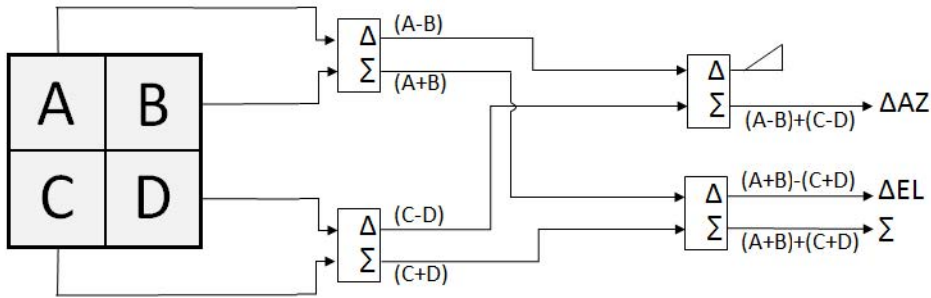 A B
C D
Δ
Σ
(A-B)
(A+B)
Δ
Σ
(C-D)
(C+D)
Δ
Σ
(A-B)+(C-D)
ΔAZ
Δ
Σ
(A+B)-(C+D)
ΔEL
(A+B)+(C+D)
Σ